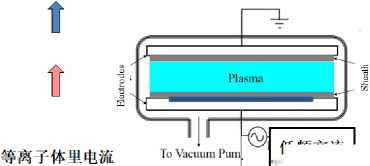 Electrodes
Plasma
Sheath
To Vacuum Pum
等离子体里电流